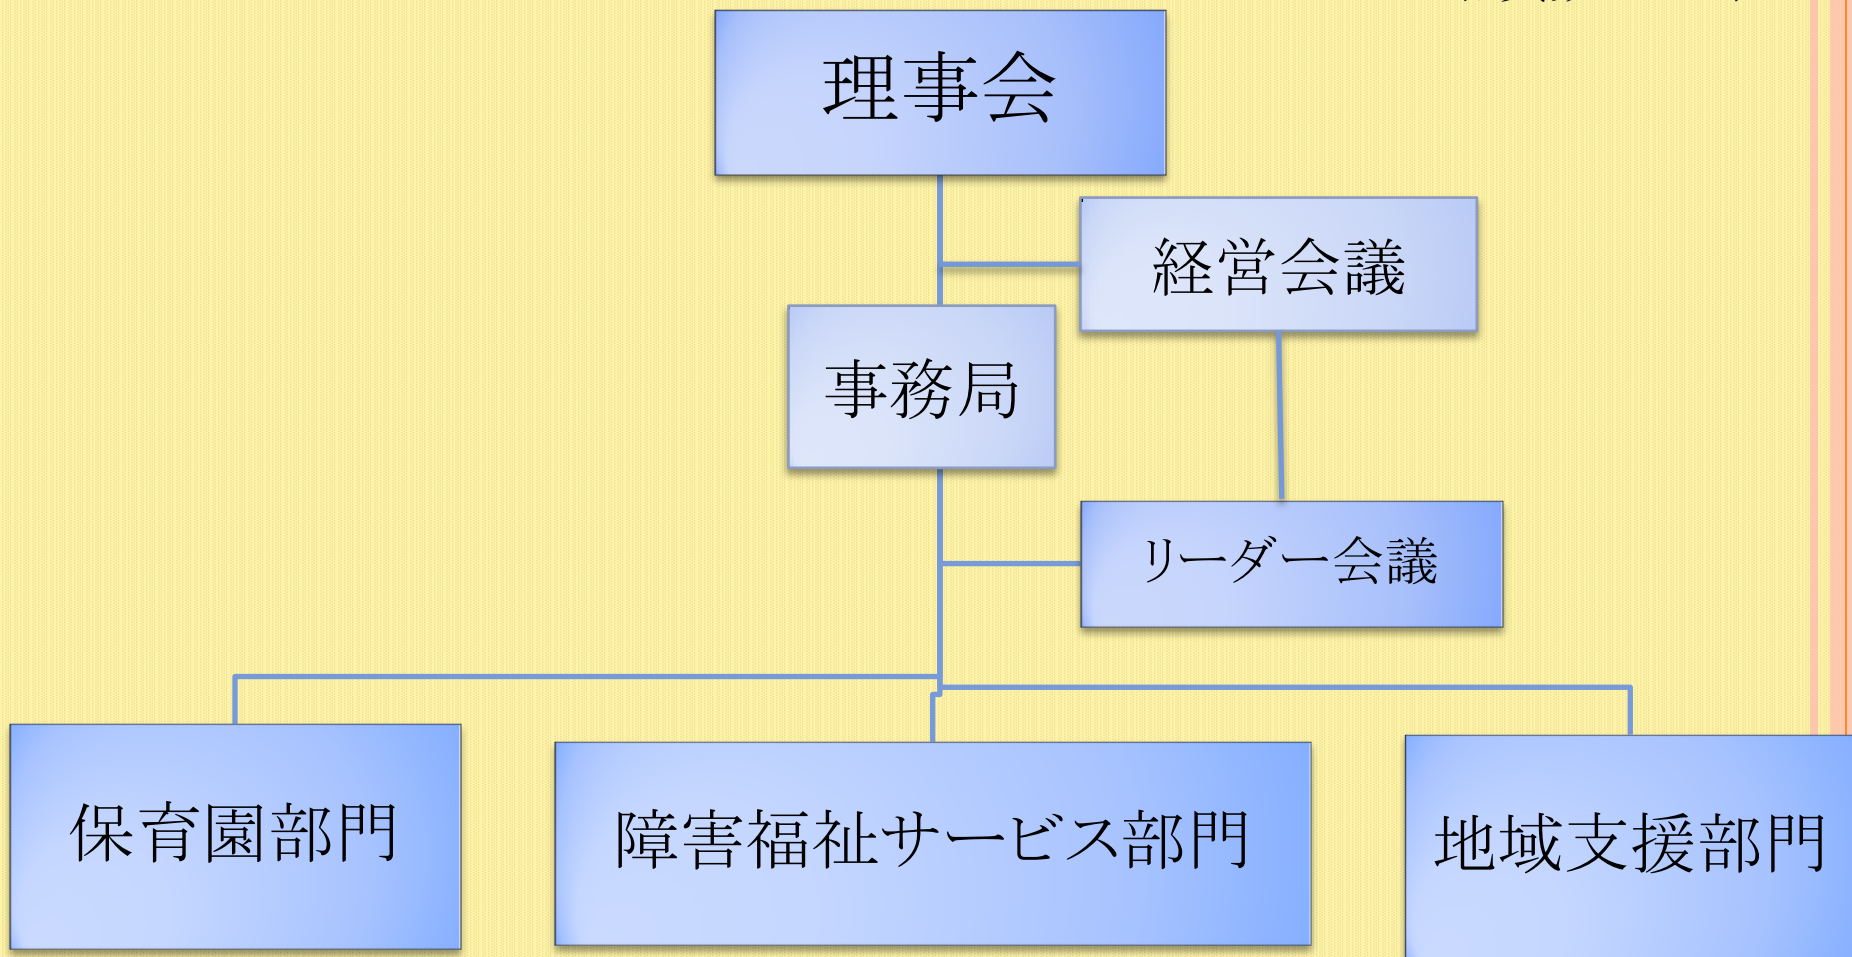 理事会
経営会議
事務局
リーダー会議
保育園部門
障害福祉サービス部門
地域支援部門